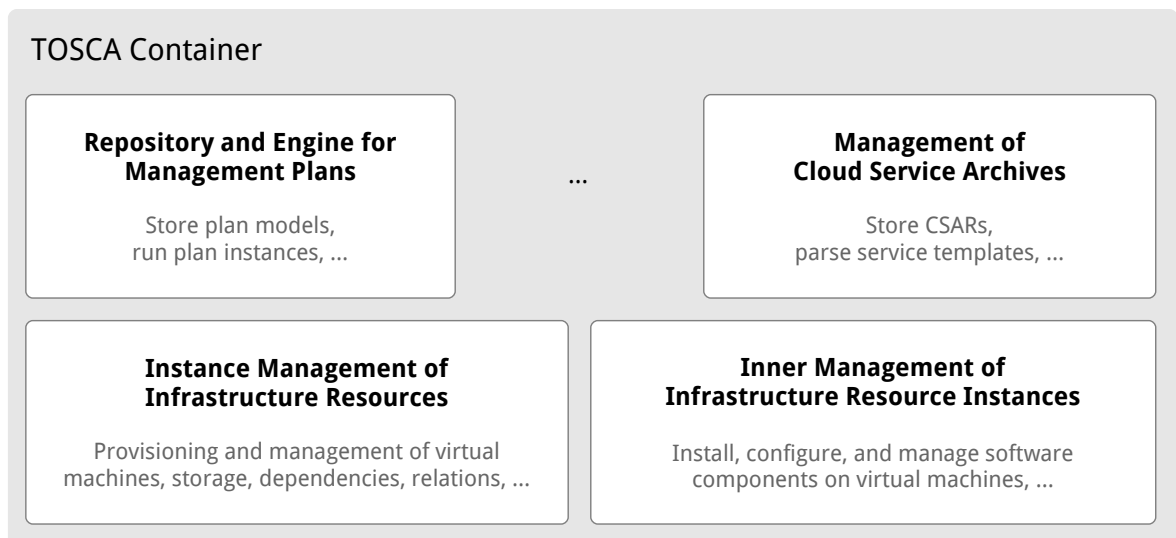 TOSCA Container
Repository and Engine for
Management Plans
Store plan models,
run plan instances, ...
...
Management of
Cloud Service Archives
Store CSARs,
parse service templates, ...
Instance Management of
Infrastructure Resources
Provisioning and management of virtual
machines, storage, dependencies, relations, ...
Inner Management of
Infrastructure Resource Instances
Install, configure, and manage software
components on virtual machines, ...